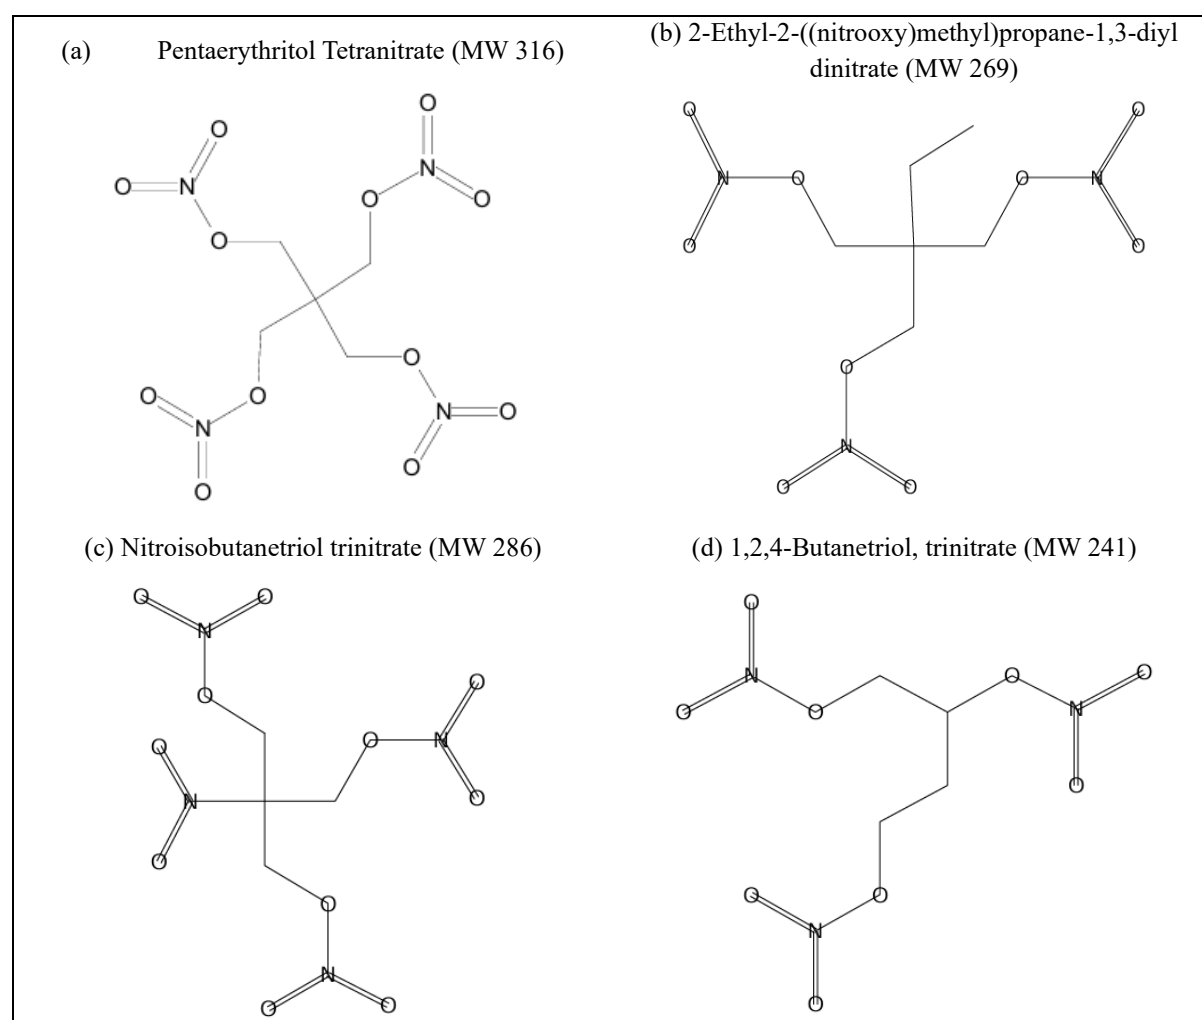 (a) Pentaerythritol Tetranitrate (MW 316)
(b) 2-Ethyl-2-((nitrooxy)methyl)propane-1,3-diyl
dinitrate (MW 269)
O
O
O
N
O
O
N
O
O
N
O
O
O
N
O
O
O
O
N
O
O
N
O
O
O
N
O
O
(c) Nitroisobutanetriol trinitrate (MW 286)
(d) 1,2,4-Butanetriol, trinitrate (MW 241)
O
O
N
O
O
O
N
O
O
N
O
O
O
N
O
O
O
N
O
O
O
N
O
O
O
O
N
O